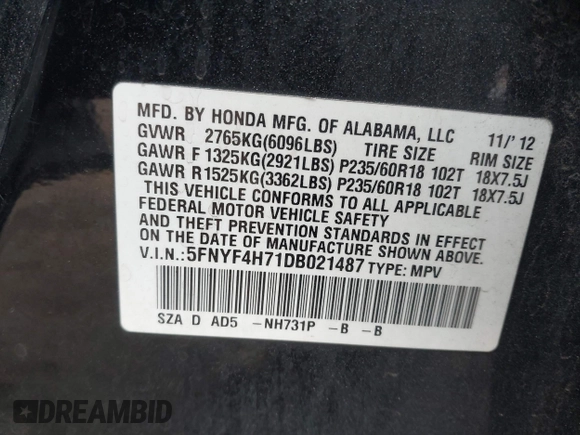 MFD. BY HONDA MFG. OF ALABAMA, LLC 11/'12
GVWR 2765KG(6096LBS) TIRE SIZE RIM SIZE
GAWR F 1325KG(2921LBS) P235/60R18 102T 18X7.5J
GAWR R1525KG(3362LBS) P235/60R18 102T 18X7.5J
THIS VEHICLE CONFORMS TO ALL APPLICABLE
FEDERAL MOTOR VEHICLE SAFETY
AND THEFT PREVENTION STANDARDS IN EFFECT
ON THE DATE OF MANUFACTURE SHOWN ABOVE.
V.I.N.:5FNYF4H71DB021487 TYPE: MPV
SZA D AD5 -NH731P -B -B
DREAMBID